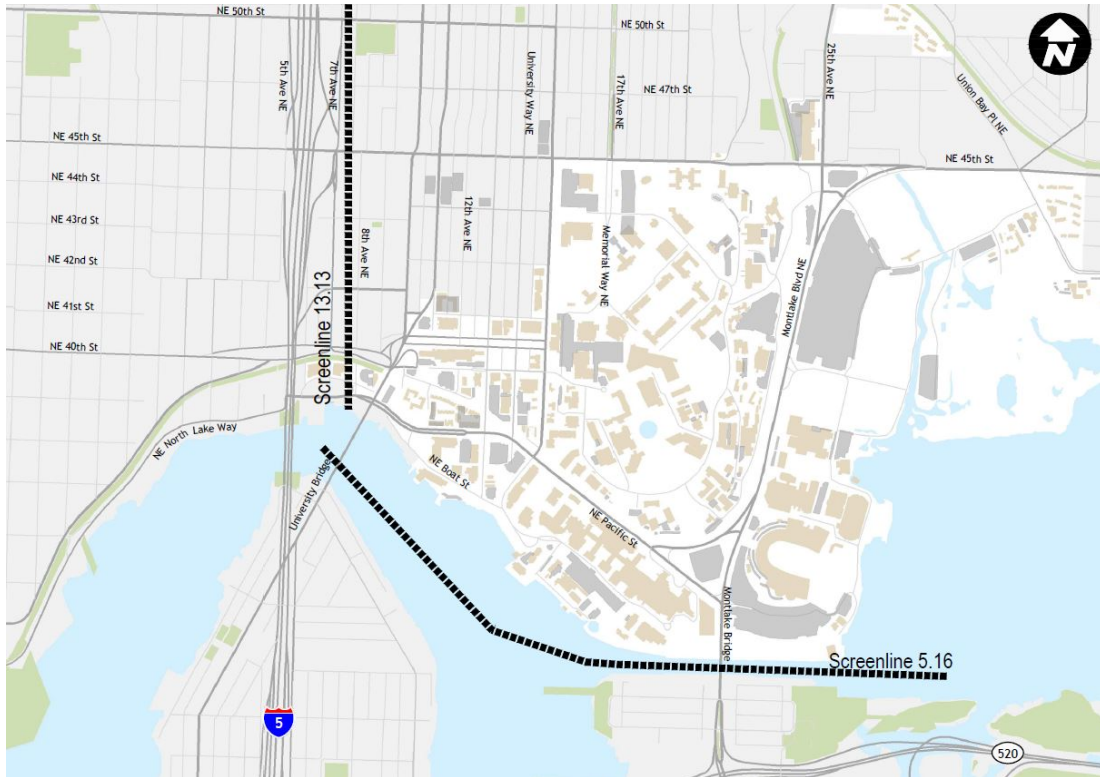 NE 50th St
NE 50th St
N
5th Ave NE
7th Ave NE
University Way NE
17th Ave NE
25th Ave NE
NE 47th St
Union Bay Pl NE
NE 45th St
NE 45th St
NE 44th St
12th Ave NE
NE 43rd St
8th Ave NE
Memorial Way NE
NE 42nd St
Montlake Blvd NE
NE 41st St
Screenline 13.13
NE 40th St
NE North Lake Way
University Bridge
NE Boat St
NE Pacific St
Montlake Bridge
Screenline 5.16
5
520